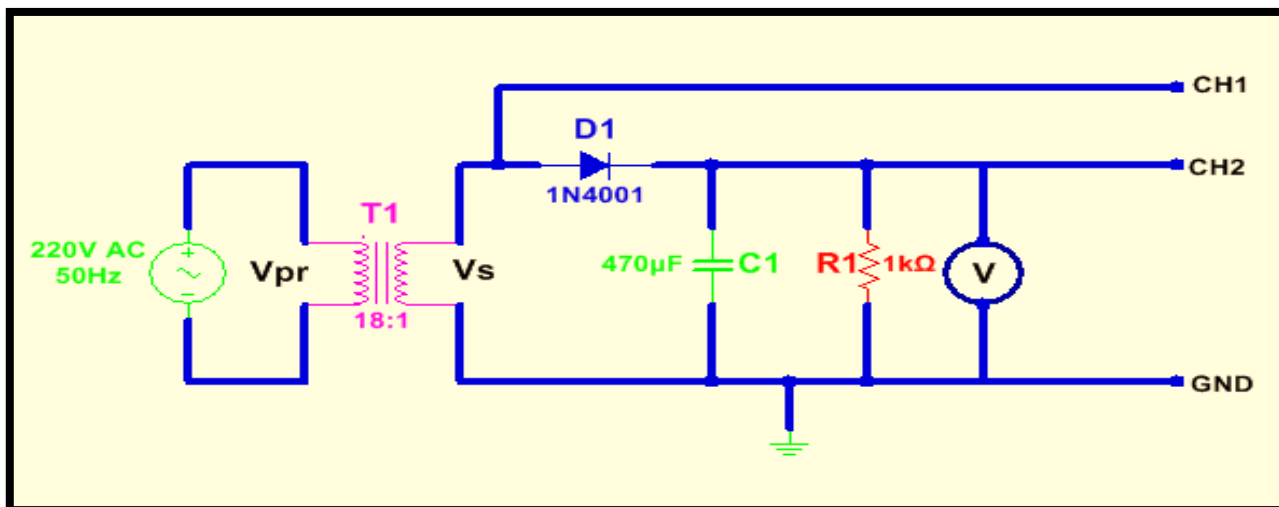 CH1
D1
CH2
1N4001
T1
220V AC
50Hz
Vpr
Vs
470µF
C1
R1
1kΩ
V
18:1
GND